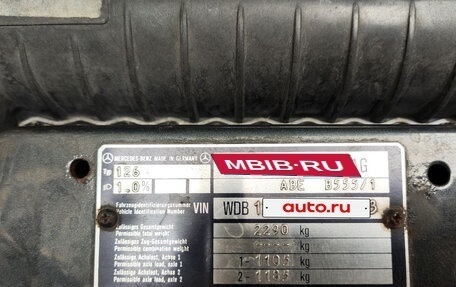 MERCEDES-BENZ MADE IN GERMANY AG
MBIB-RU
Typ 126
1.0% ABE B555/1
Fahrzeugidentifizierungsnummer
Vehicle Identification Number VIN WDB 1 auto.ru
Zulässiges Gesamtgewicht
Permissible total weight 2290 kg
Zulässiges Zug-Gesamtgewicht
Permissible combination weight kg
Zulässige Achslast, Achse 1
Permissible axle load, axle 1 1- kg
Zulässige Achslast, Achse 2
Permissible axle load, axle 2 2- 1195 kg